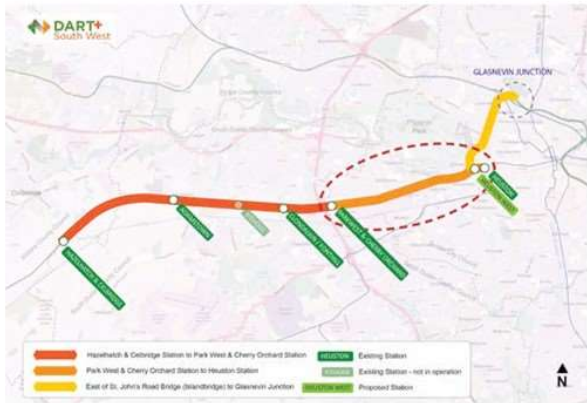 DART+
South West
GLASNEVIN JUNCTION
HEUSTON
HEUSTON WEST
PARK WEST & CHERRY ORCHARD
CLONDALKIN / FONTHILL
KISHOGE
ADAMSTOWN
HAZELHATCH & CELBRIDGE
Hazelhatch & Celbridge Station to Park West & Cherry Orchard Station
Park West & Cherry Orchard Station to Heuston Station
East of St. John's Road Bridge (Islandbridge) to Glasnevin Junction
HEUSTON Existing Station
KISHOGE Existing Station - not in operation
HEUSTON WEST Proposed Station
N